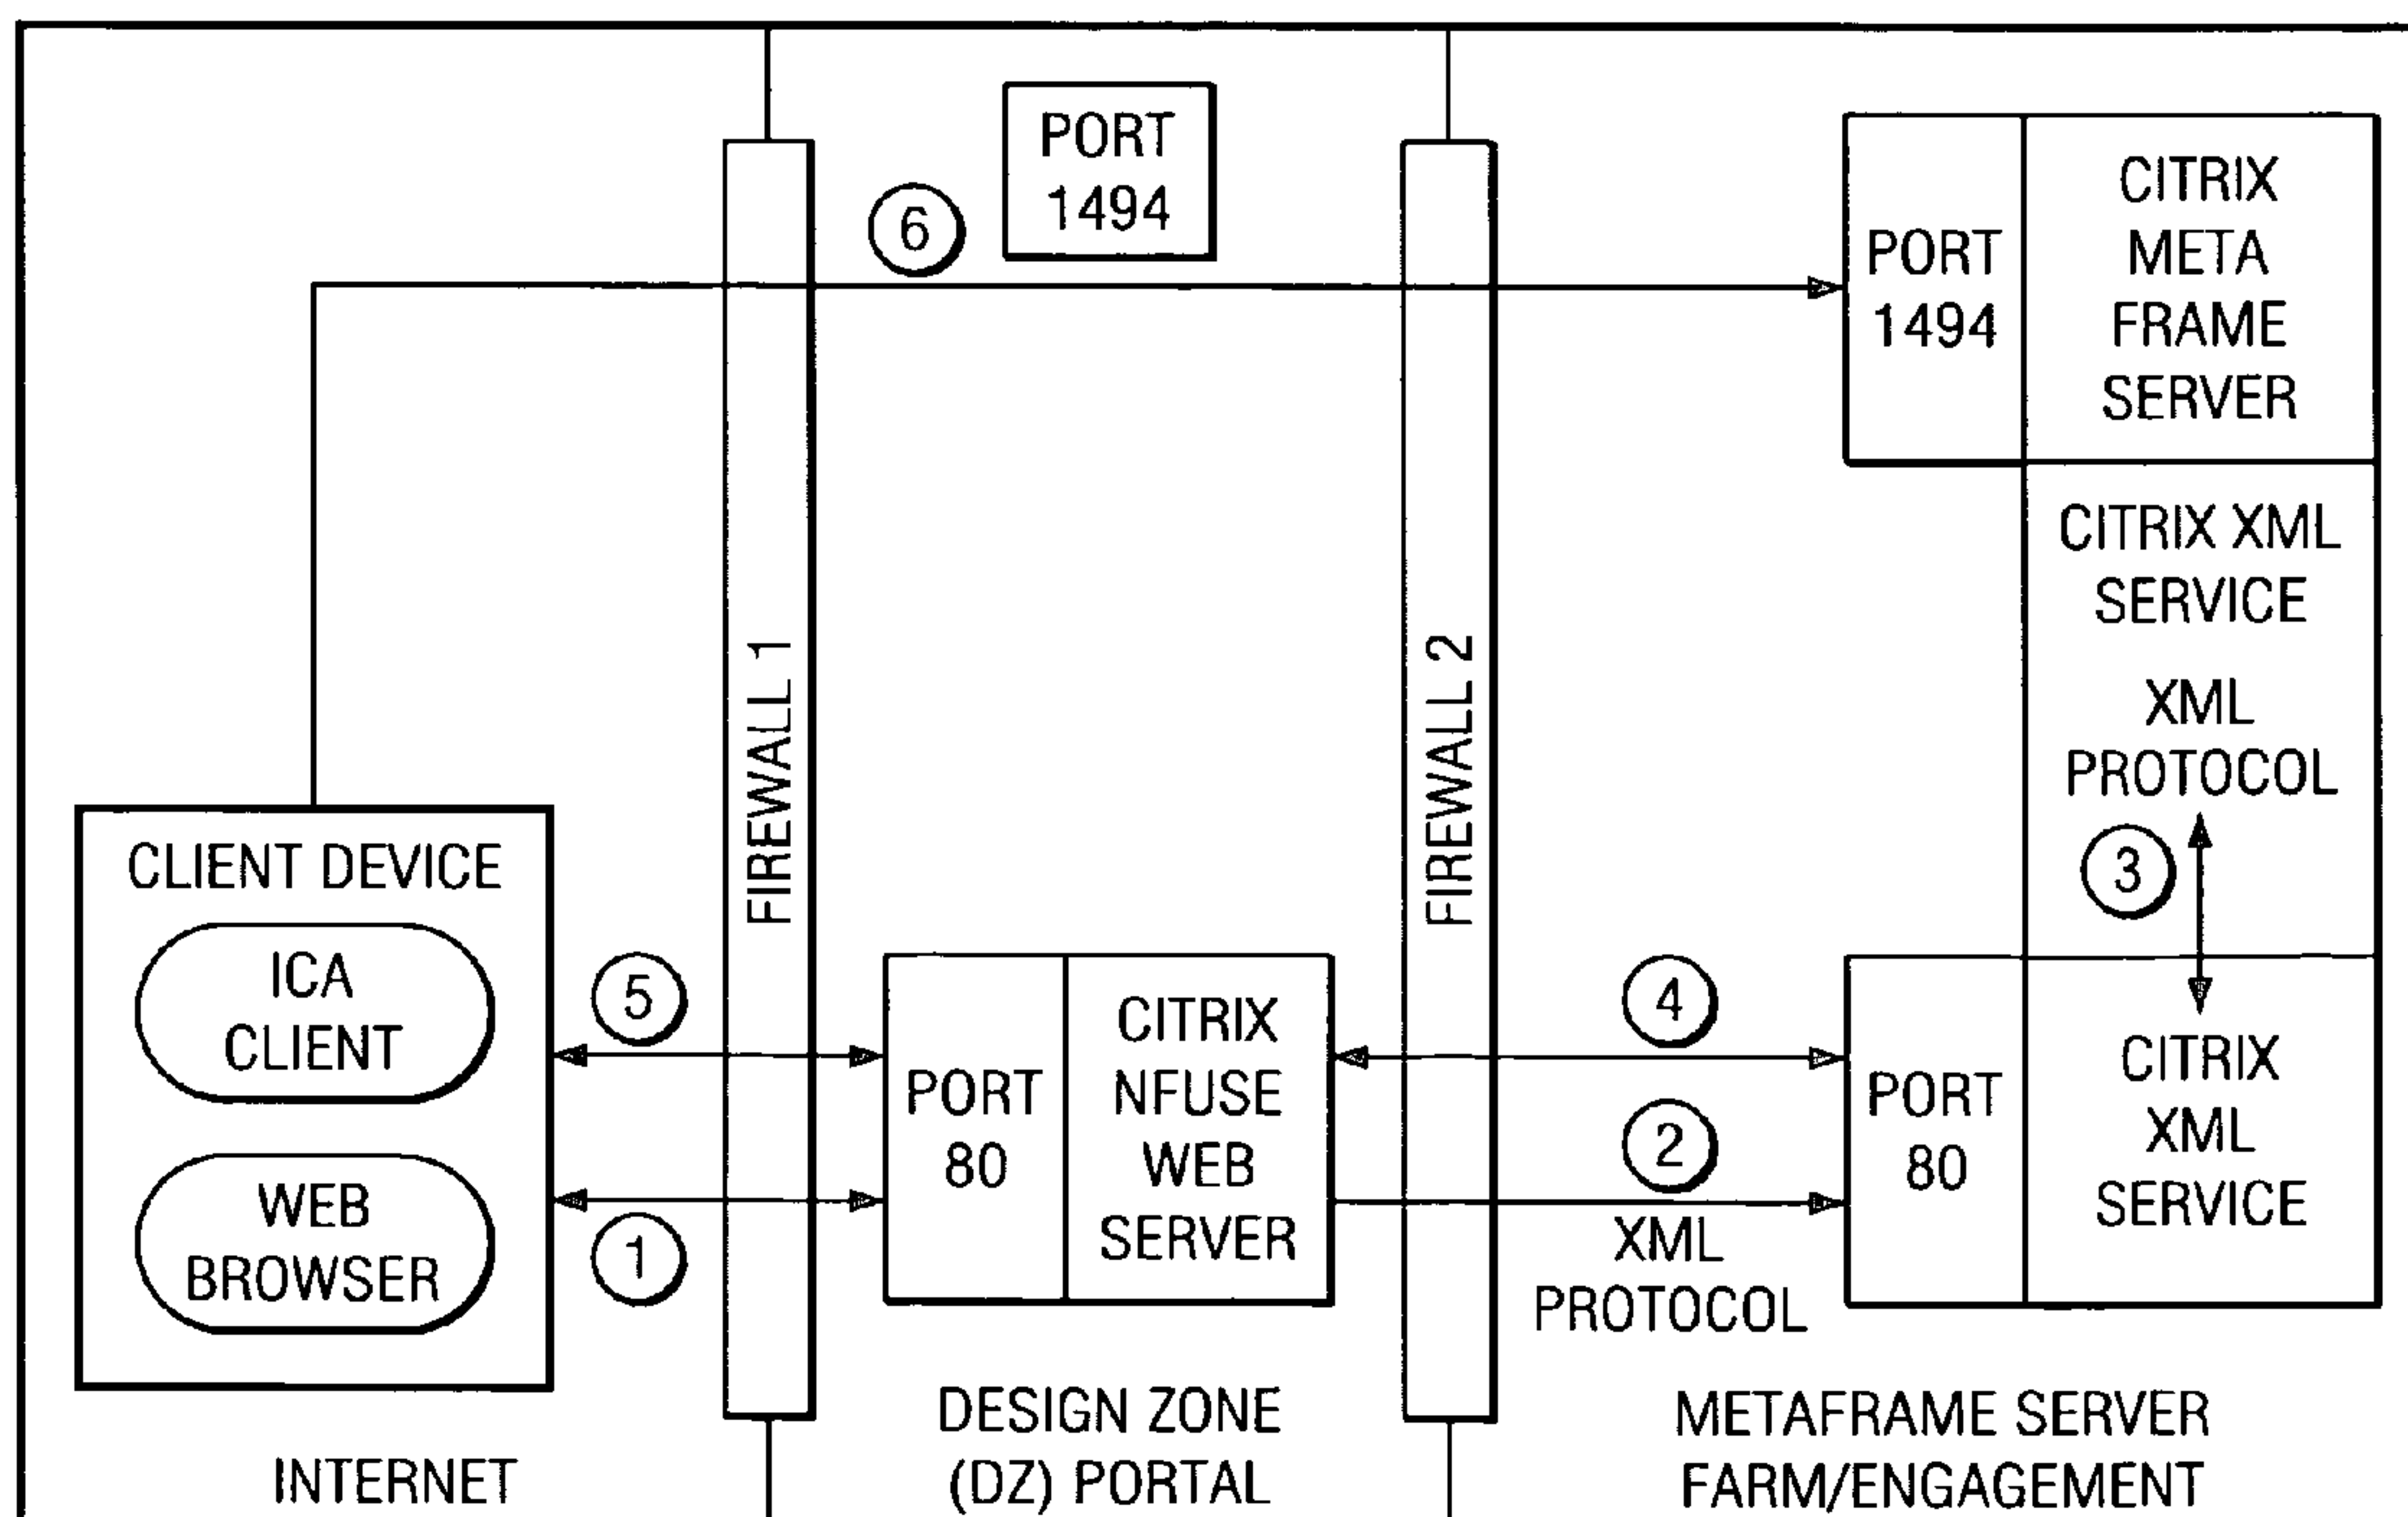 PORT
1494
6
PORT
1494
CITRIX
META
FRAME
SERVER
CITRIX XML
SERVICE
XML
PROTOCOL
3
FIREWALL 1
FIREWALL 2
CLIENT DEVICE
ICA
CLIENT
WEB
BROWSER
5
1
PORT
80
CITRIX
NFUSE
WEB
SERVER
4
2
XML
PROTOCOL
PORT
80
CITRIX
XML
SERVICE
INTERNET
DESIGN ZONE
(DZ) PORTAL
METAFRAME SERVER
FARM/ENGAGEMENT